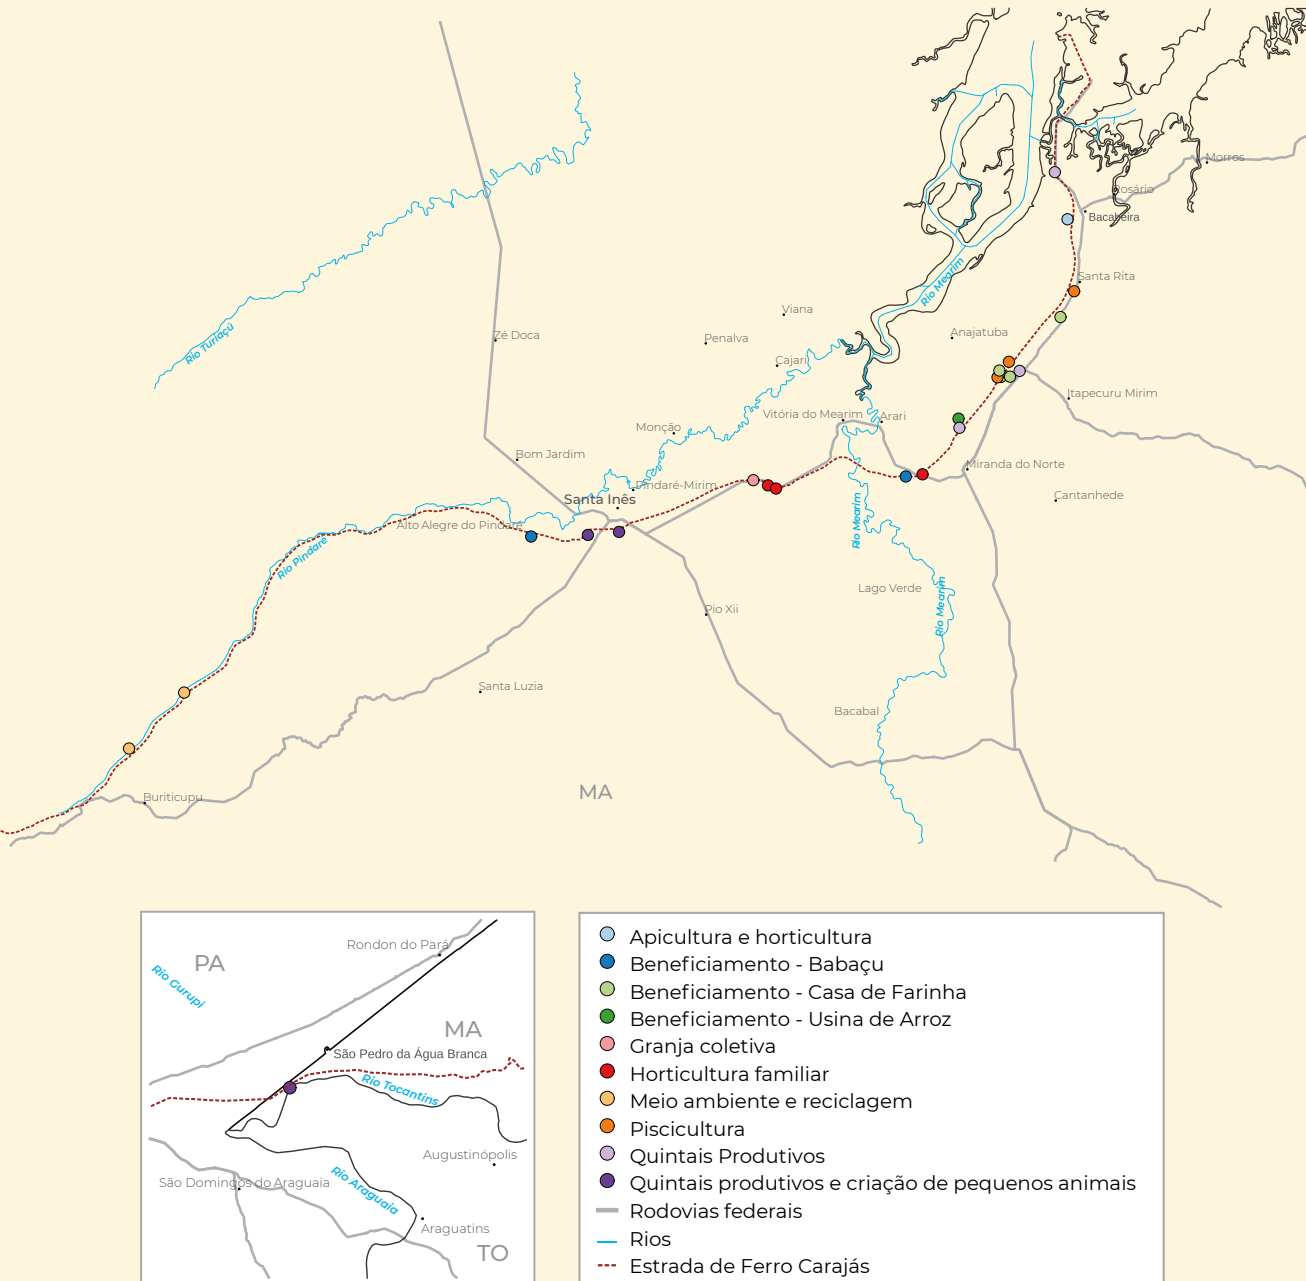 Morros
Rosário
Bacabeira
Rio Mearim
Santa Rita
Viana
Rio Turiaçú
Zé Doca
Penalva
Anajatuba
Cajari
Itapecuru Mirim
Vitória do Mearim
Arari
Monção
Bom Jardim
Miranda do Norte
Pindaré-Mirim
Santa Inês
Cantanhede
Rio Mearim
Alto Alegre do Pindaré
Rio Pindaré
Lago Verde
Rio Mearim
Pio Xii
Santa Luzia
Bacabal
MA
Buriticupu
Rondon do Pará
PA
Rio Gurupi
MA
São Pedro da Água Branca
Rio Tocantins
Augustinópolis
São Domingos do Araguaia
Rio Araguaia
Araguatins
TO
Apicultura e horticultura
Beneficiamento - Babaçu
Beneficiamento - Casa de Farinha
Beneficiamento - Usina de Arroz
Granja coletiva
Horticultura familiar
Meio ambiente e reciclagem
Piscicultura
Quintais Produtivos
Quintais produtivos e criação de pequenos animais
Rodovias federais
Rios
Estrada de Ferro Carajás